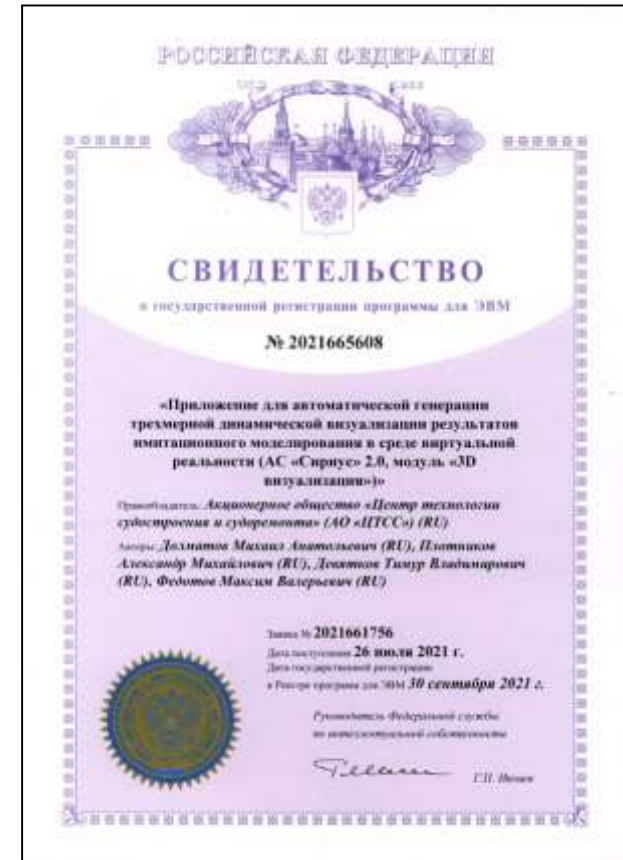 РОССИЙСКАЯ ФЕДЕРАЦИЯ
СВИДЕТЕЛЬСТВО
о государственной регистрации программы для ЭВМ
№ 2021665608
«Приложение для автоматической генерации
трехмерной динамической визуализации результатов
имитационного моделирования в среде виртуальной
реальности (АС «Сириус» 2.0, модуль «3D
визуализации»)»
Правообладатель: Акционерное общество «Центр технологии
судостроения и судоремонта» (АО «ЦТСС») (RU)
Авторы: Долматов Михаил Анатольевич (RU), Плотников
Александр Михайлович (RU), Девятков Тимур Владимирович
(RU), Федотов Максим Валерьевич (RU)
Заявка № 2021661756
Дата поступления 26 июля 2021 г.
Дата государственной регистрации
в Реестре программ для ЭВМ 30 сентября 2021 г.
Руководитель Федеральной службы
по интеллектуальной собственности
Г.П. Ивлиев